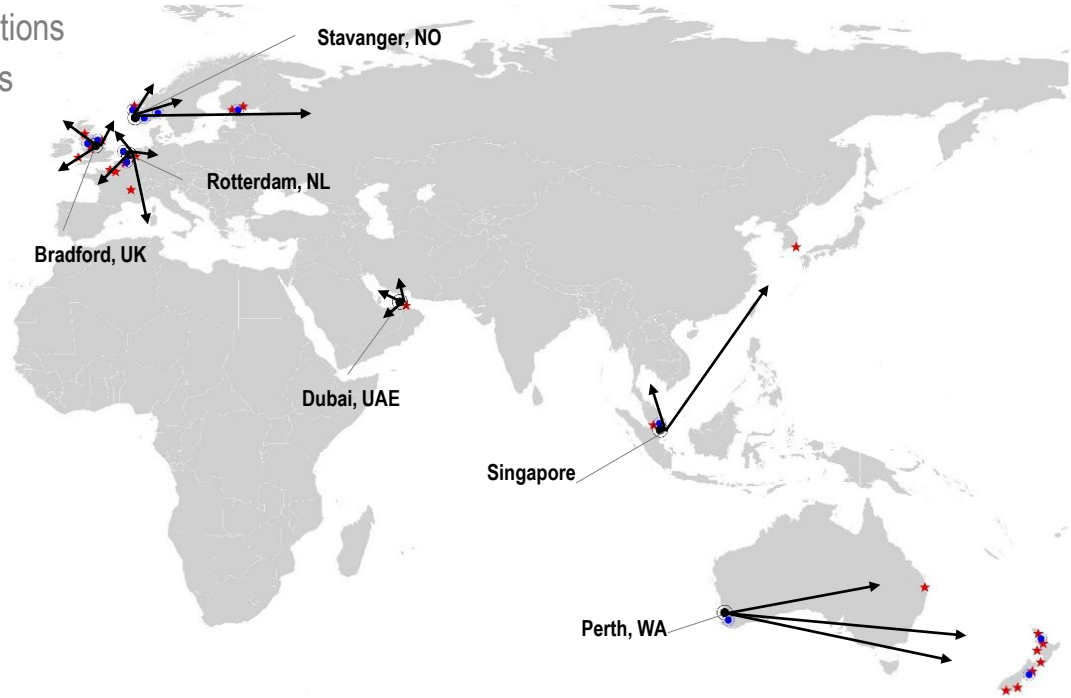 tions
s
Stavanger, NO
Rotterdam, NL
Bradford, UK
Dubai, UAE
Singapore
Perth, WA